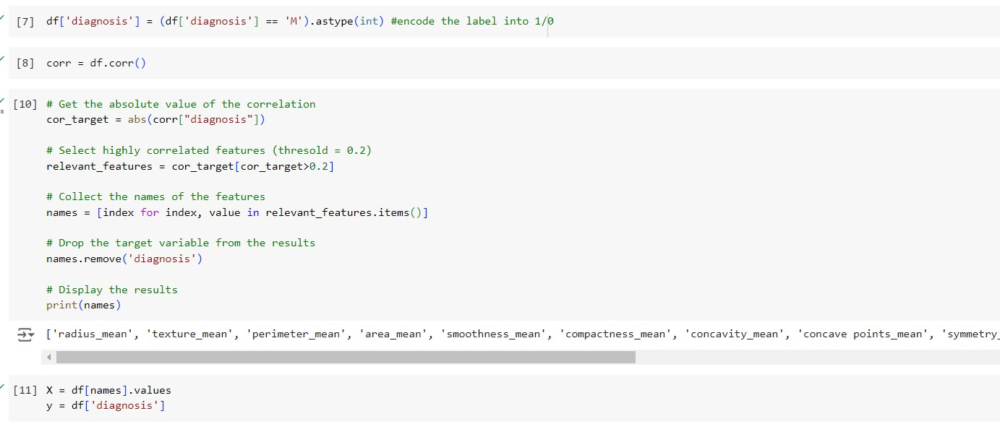 [7] df['diagnosis'] = (df['diagnosis'] == 'M').astype(int) #encode the label into 1/0
[8] corr = df.corr()
[10] # Get the absolute value of the correlation
cor_target = abs(corr["diagnosis"])
# Select highly correlated features (thresold = 0.2)
relevant_features = cor_target[cor_target>0.2]
# Collect the names of the features
names = [index for index, value in relevant_features.items()]
# Drop the target variable from the results
names.remove('diagnosis')
# Display the results
print(names)
['radius_mean', 'texture_mean', 'perimeter_mean', 'area_mean', 'smoothness_mean', 'compactness_mean', 'concavity_mean', 'concave points_mean', 'symmetry_
[11] X = df[names].values
y = df['diagnosis']